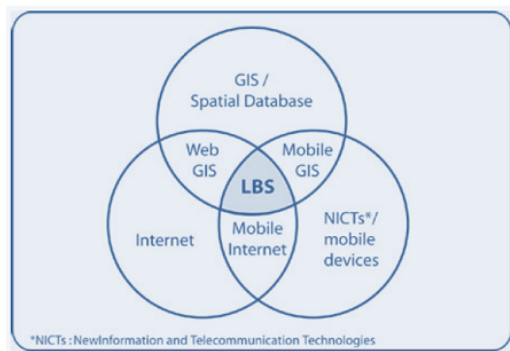 GIS /
Spatial Database
Web
GIS
Mobile
GIS
LBS
Internet
Mobile
Internet
NICTs*/
mobile
devices
*NICTs : NewInformation and Telecommunication Technologies